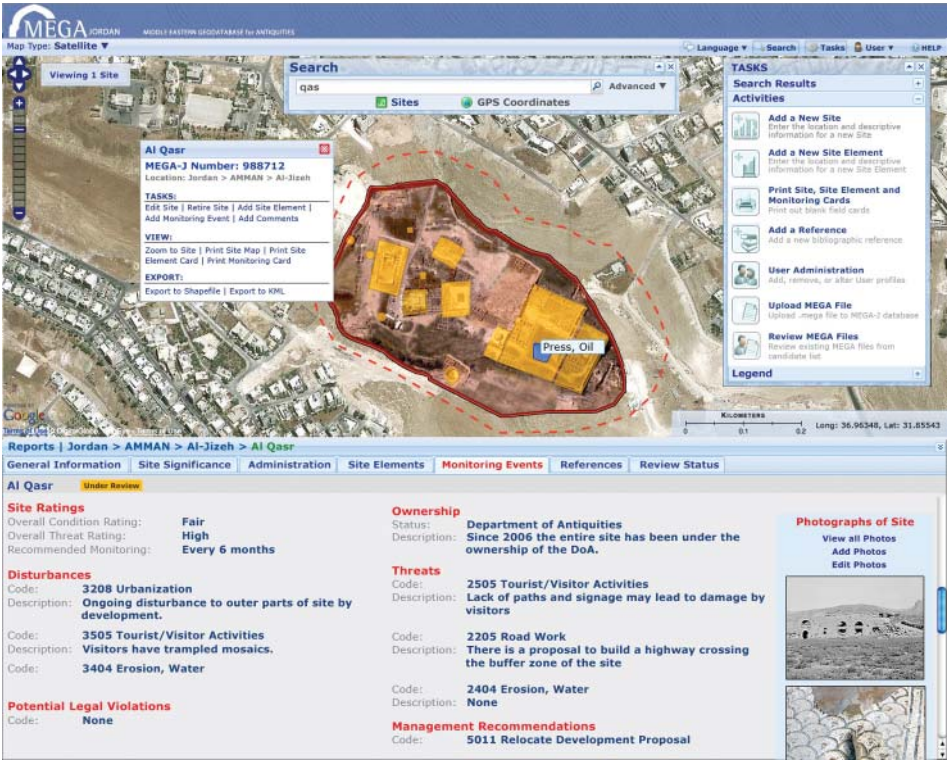 MEGA JORDAN MIDDLE EASTERN GEODATABASE for ANTIQUITIES
Map Type: Satellite ▼
Language ▼ Search Tasks User ▼ HELP
Viewing 1 Site
Search
qas Advanced ▼
Sites GPS Coordinates
Al Qasr
MEGA-J Number: 988712
Location: Jordan > AMMAN > Al-Jizeh
TASKS:
Edit Site | Retire Site | Add Site Element |
Add Monitoring Event | Add Comments
VIEW:
Zoom to Site | Print Site Map | Print Site
Element Card | Print Monitoring Card
EXPORT:
Export to Shapefile | Export to KML
Press, Oil
TASKS
Search Results
Activities
Add a New Site
Enter the location and descriptive
information for a new Site
Add a New Site Element
Enter the location and descriptive
information for a new Site Element
Print Site, Site Element and
Monitoring Cards
Print out blank field cards
Add a Reference
Add a new bibliographic reference
User Administration
Add, remove, or alter User profiles
Upload MEGA File
Upload .mega file to MEGA-J database
Review MEGA Files
Review existing MEGA files from
candidate list
Legend
Google
Terms of Use
KILOMETERS
0 0.1 0.2
Long: 36.96348, Lat: 31.85543
Reports | Jordan > AMMAN > Al-Jizeh > Al Qasr
General Information Site Significance Administration Site Elements Monitoring Events References Review Status
Al Qasr Under Review
Site Ratings
Overall Condition Rating: Fair
Overall Threat Rating: High
Recommended Monitoring: Every 6 months
Disturbances
Code: 3208 Urbanization
Description: Ongoing disturbance to outer parts of site by
development.
Code: 3505 Tourist/Visitor Activities
Description: Visitors have trampled mosaics.
Code: 3404 Erosion, Water
Potential Legal Violations
Code: None
Ownership
Status: Department of Antiquities
Description: Since 2006 the entire site has been under the
ownership of the DoA.
Threats
Code: 2505 Tourist/Visitor Activities
Description: Lack of paths and signage may lead to damage by
visitors
Code: 2205 Road Work
Description: There is a proposal to build a highway crossing
the buffer zone of the site
Code: 2404 Erosion, Water
Description: None
Management Recommendations
Code: 5011 Relocate Development Proposal
Photographs of Site
View all Photos
Add Photos
Edit Photos